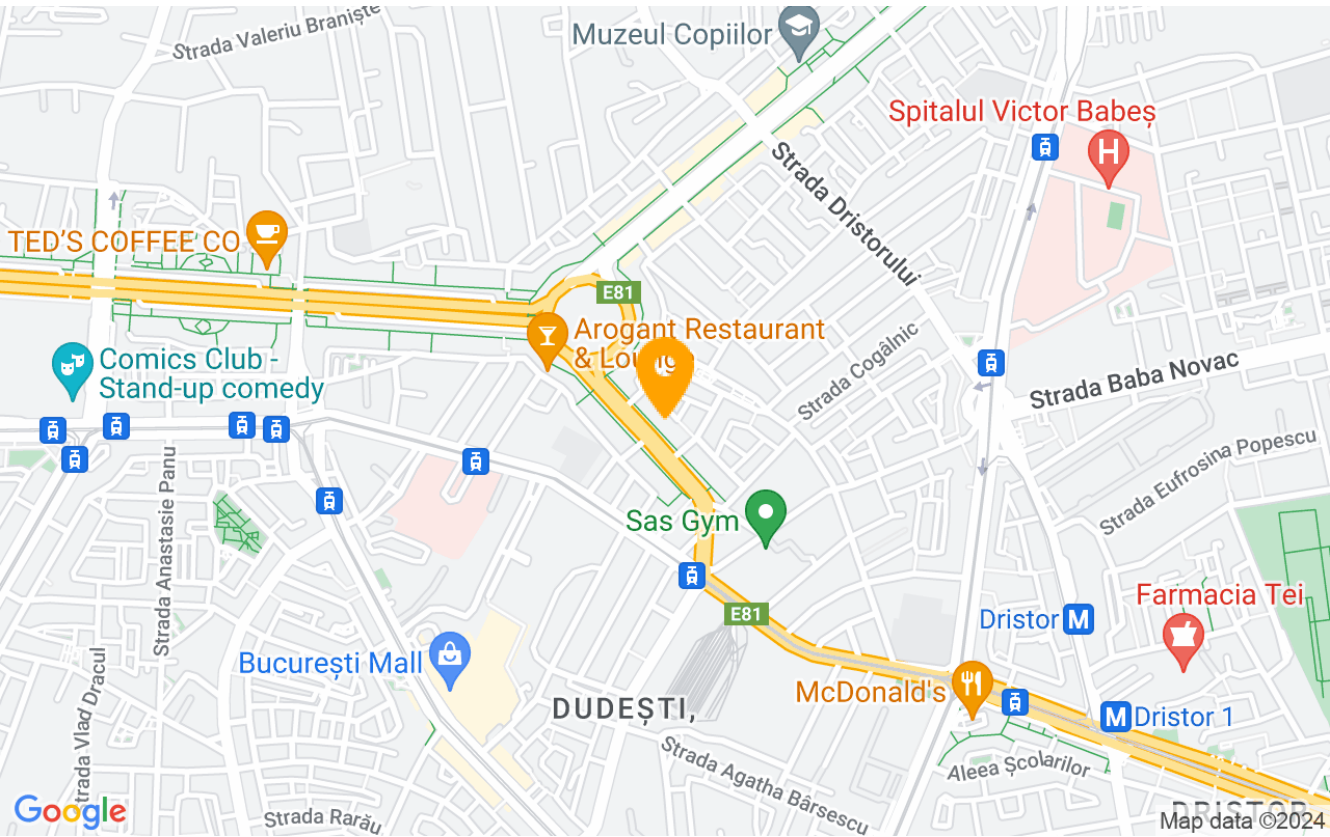 Strada Valeriu Braniște
Muzeul Copiilor
Spitalul Victor Babeș
H
Strada Dristorului
TED'S COFFEE CO
E81
Arogant Restaurant
& Lounge
Comics Club -
Stand-up comedy
Strada Cogâlnic
Strada Baba Novac
Strada Eufrosina Popescu
Strada Anastasie Panu
Sas Gym
E81
Farmacia Tei
Dristor M
București Mall
Strada Vlad Dracul
McDonald's
DUDEȘTI,
M Dristor 1
Strada Agatha Bârsescu
Aleea Școlarilor
Google
Strada Rarău
DRISTOR
Map data ©2024